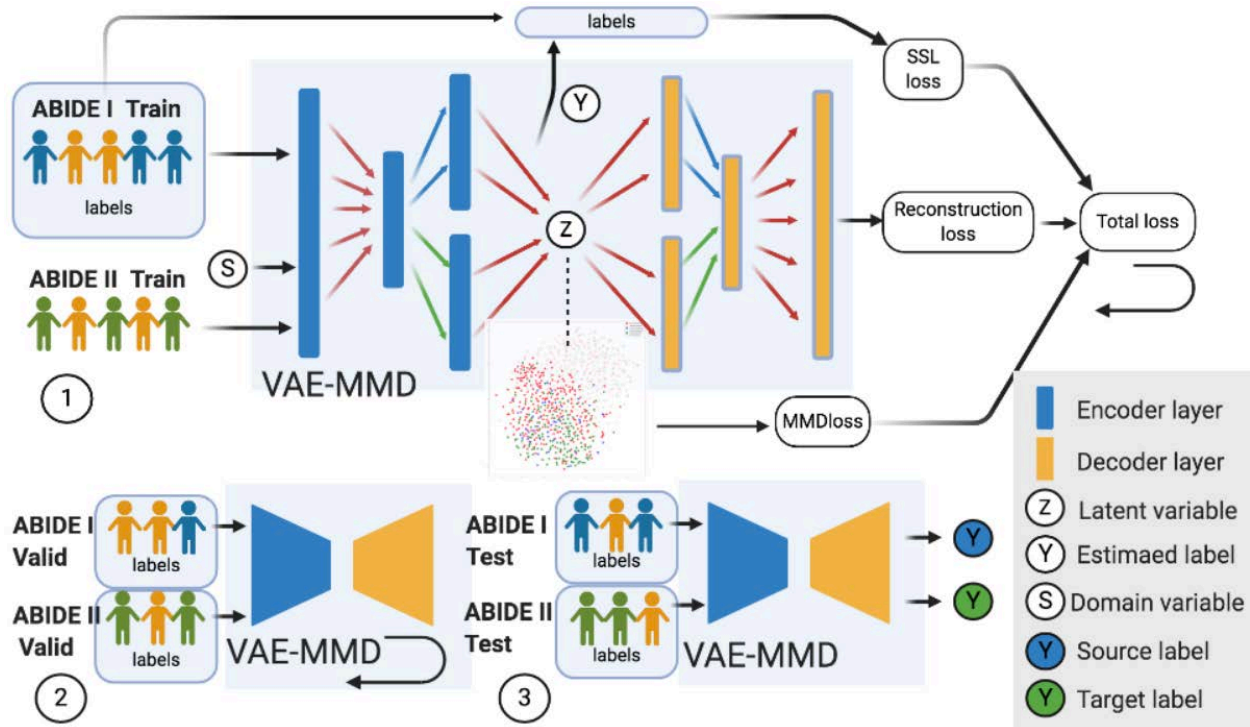 labels
SSL
loss
ABIDE I Train
labels
Y
Z
S
Reconstruction
loss
Total loss
ABIDE II Train
1
VAE-MMD
MMDloss
Encoder layer
Decoder layer
Z Latent variable
Y Estimaed label
S Domain variable
Y Source label
Y Target label
ABIDE I
Valid
labels
ABIDE II
Valid
labels
VAE-MMD
2
ABIDE I
Test
labels
ABIDE II
Test
labels
VAE-MMD
Y
Y
3